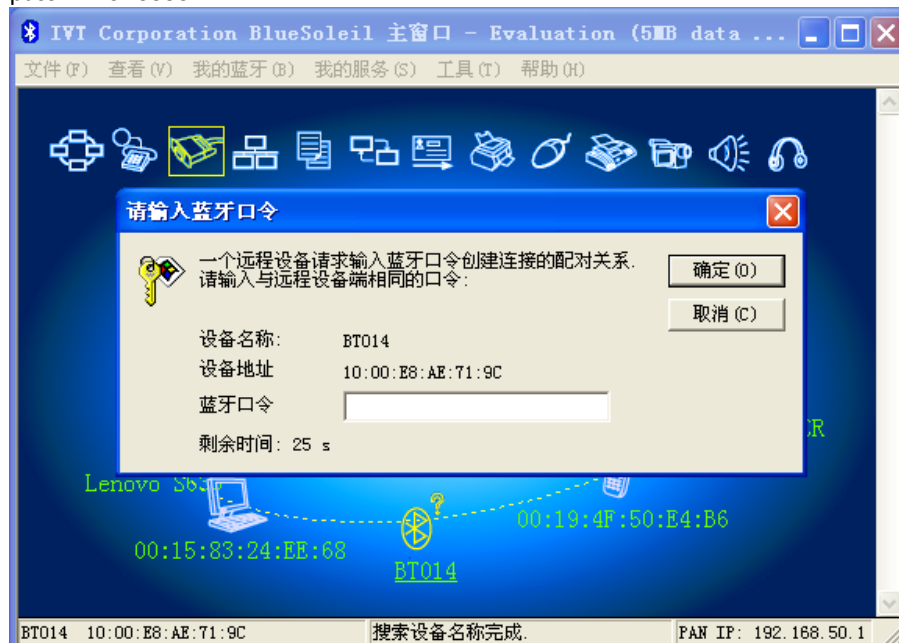 IVT Corporation BlueSoleil 主窗口 - Evaluation (5MB data ...
文件(F) 查看(V) 我的蓝牙(B) 我的服务(S) 工具(T) 帮助(H)
请输入蓝牙口令
一个远程设备请求输入蓝牙口令创建连接的配对关系.
请输入与远程设备端相同的口令:
确定(O)
取消(C)
设备名称: BT014
设备地址 10:00:E8:AE:71:9C
蓝牙口令
剩余时间: 25 s
CR
Lenovo
00:19:4F:50:E4:B6
00:15:83:24:EE:68
BT014
BT014 10:00:E8:AE:71:9C 搜索设备名称完成. PAN IP: 192.168.50.1